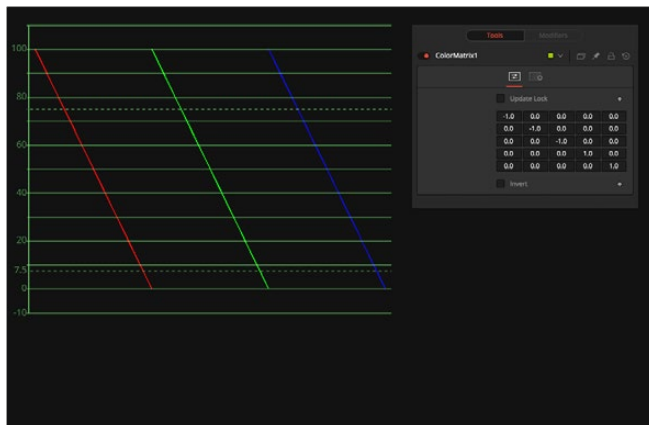 Tools Modifiers
ColorMatrix1
Update Lock
-1.0 0.0 0.0 0.0 0.0
0.0 -1.0 0.0 0.0 0.0
0.0 0.0 -1.0 0.0 0.0
0.0 0.0 0.0 1.0 0.0
0.0 0.0 0.0 0.0 1.0
Invert
100
80
60
40
20
7.5
0
-10